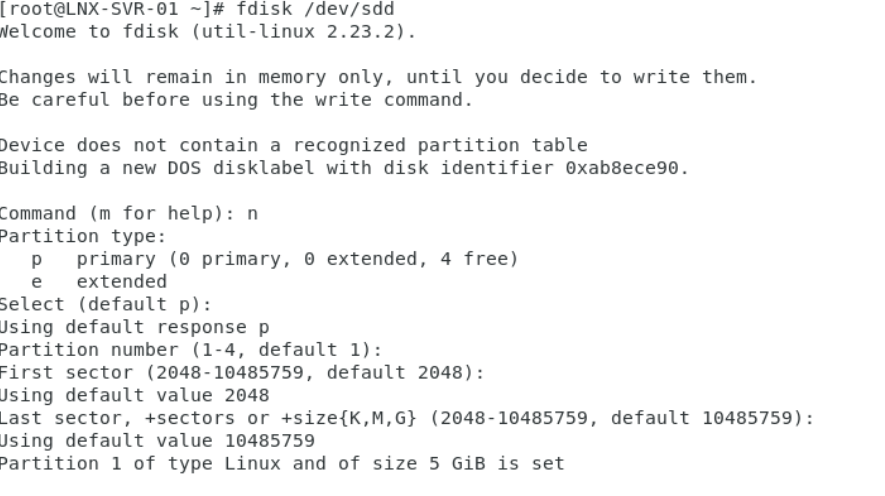 [root@LNX-SVR-01 ~]# fdisk /dev/sdd
Welcome to fdisk (util-linux 2.23.2).
Changes will remain in memory only, until you decide to write them.
Be careful before using the write command.
Device does not contain a recognized partition table
Building a new DOS disklabel with disk identifier 0xab8ece90.
Command (m for help): n
Partition type:
   p   primary (0 primary, 0 extended, 4 free)
   e   extended
Select (default p):
Using default response p
Partition number (1-4, default 1):
First sector (2048-10485759, default 2048):
Using default value 2048
Last sector, +sectors or +size{K,M,G} (2048-10485759, default 10485759):
Using default value 10485759
Partition 1 of type Linux and of size 5 GiB is set